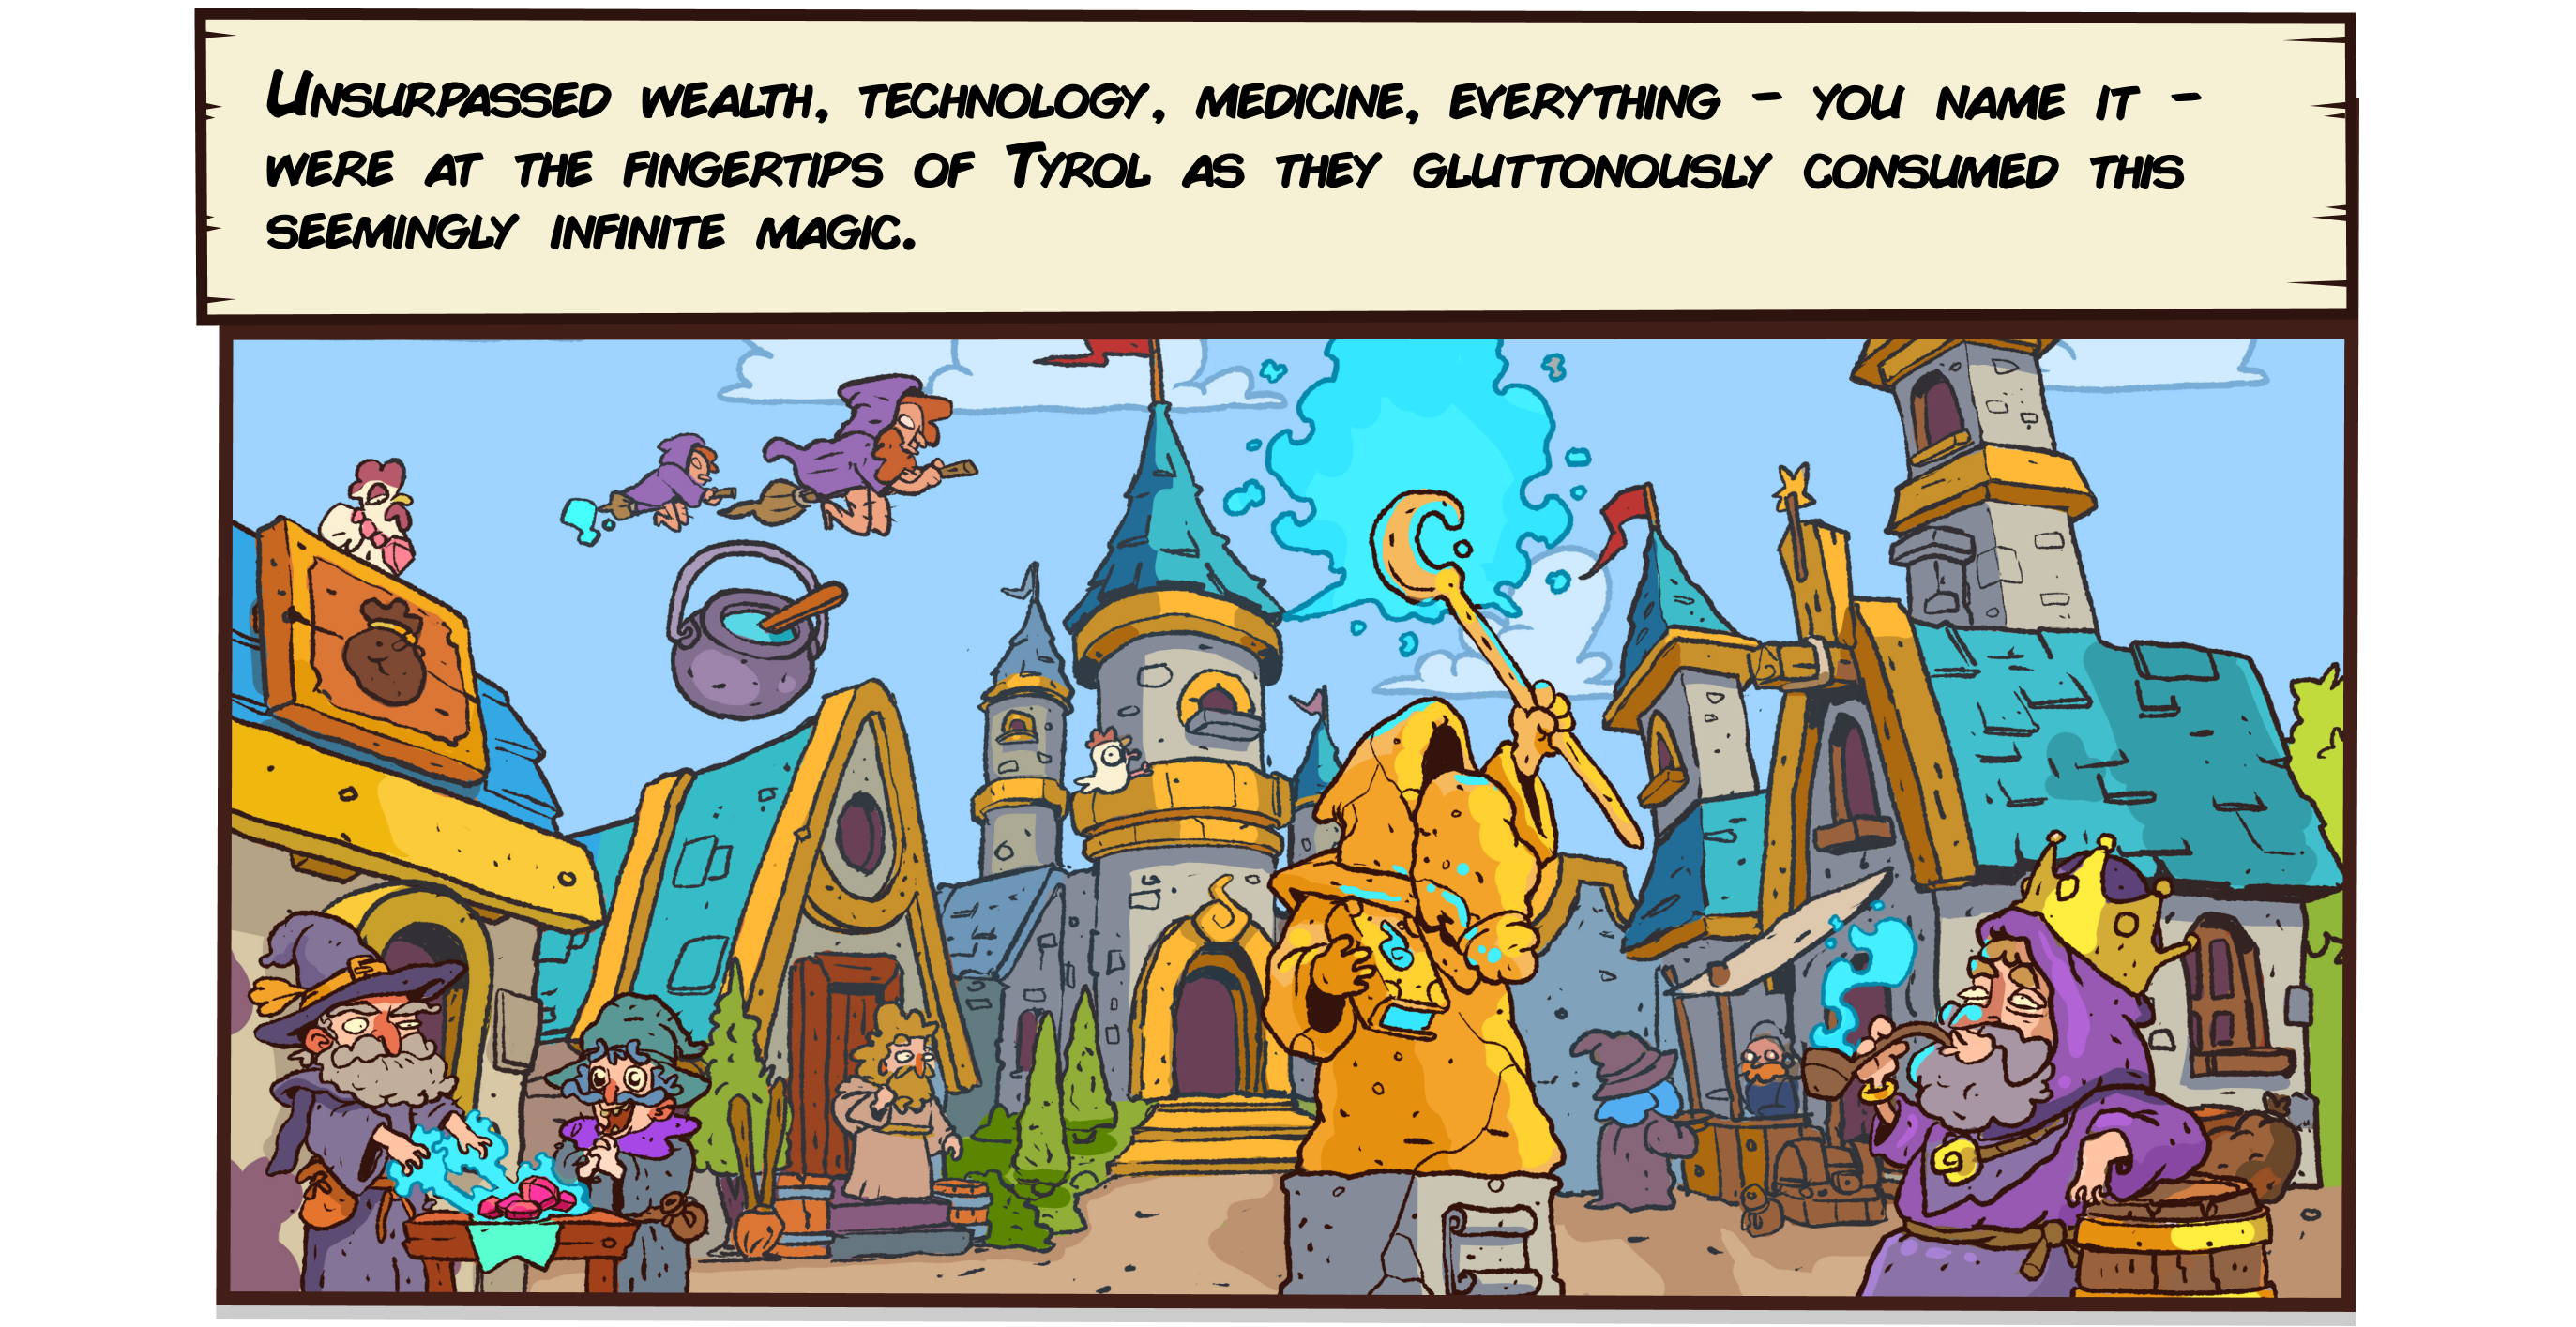 Unsurpassed wealth, technology, medicine, everything - you name it -
were at the fingertips of Tyrol as they gluttonously consumed this
seemingly infinite magic.